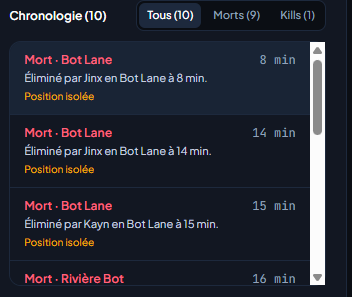 Chronologie (10)
Tous (10) Morts (9) Kills (1)
Mort · Bot Lane 8 min
Éliminé par Jinx en Bot Lane à 8 min.
Position isolée
Mort · Bot Lane 14 min
Éliminé par Jinx en Bot Lane à 14 min.
Position isolée
Mort · Bot Lane 15 min
Éliminé par Kayn en Bot Lane à 15 min.
Position isolée
Mort · Rivière Bot 16 min